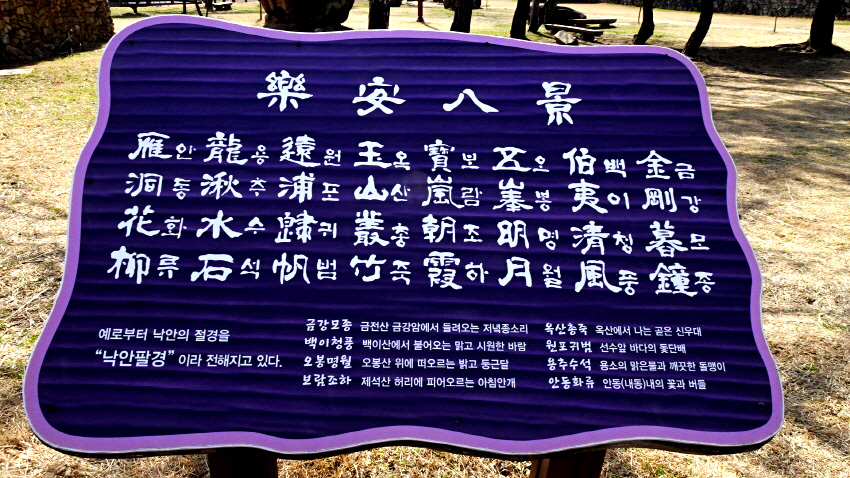 樂安八景
金금剛강暮모鐘종
伯백夷이清청風풍
五오峯봉明명月월
寶보嵐람朝조霞하
玉옥山산叢총竹죽
遠원浦포歸귀帆범
龍용湫추水수石석
雁안洞동花화柳류
예로부터 낙안의 절경을
“낙안팔경”이라 전해지고 있다.
금강모종 금전산 금강암에서 들려오는 저녁종소리
백이청풍 백이산에서 불어오는 맑고 시원한 바람
오봉명월 오봉산 위에 떠오르는 밝고 둥근달
보람조하 제석산 허리에 피어오르는 아침안개
옥산총죽 옥산에서 나는 곧은 신우대
원포귀범 선수앞 바다의 돛단배
용추수석 용소의 맑은물과 깨끗한 돌맹이
안동화류 안동(내동)내의 꽃과 버들